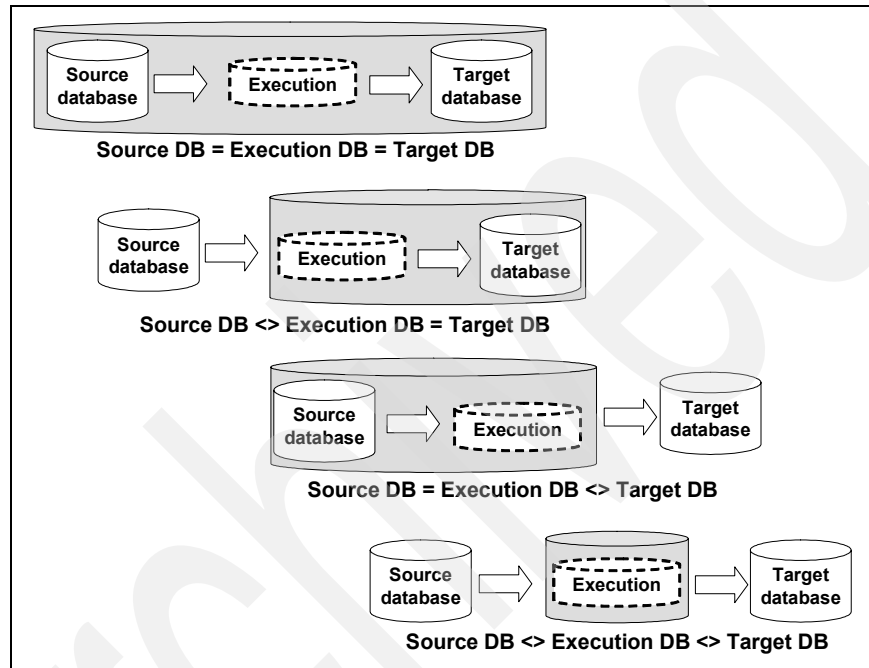 Source
database
Execution
Target
database
Source DB = Execution DB = Target DB
Source
database
Execution
Target
database
Source DB <> Execution DB = Target DB
Source
database
Execution
Target
database
Source DB = Execution DB <> Target DB
Source
database
Execution
Target
database
Source DB <> Execution DB <> Target DB